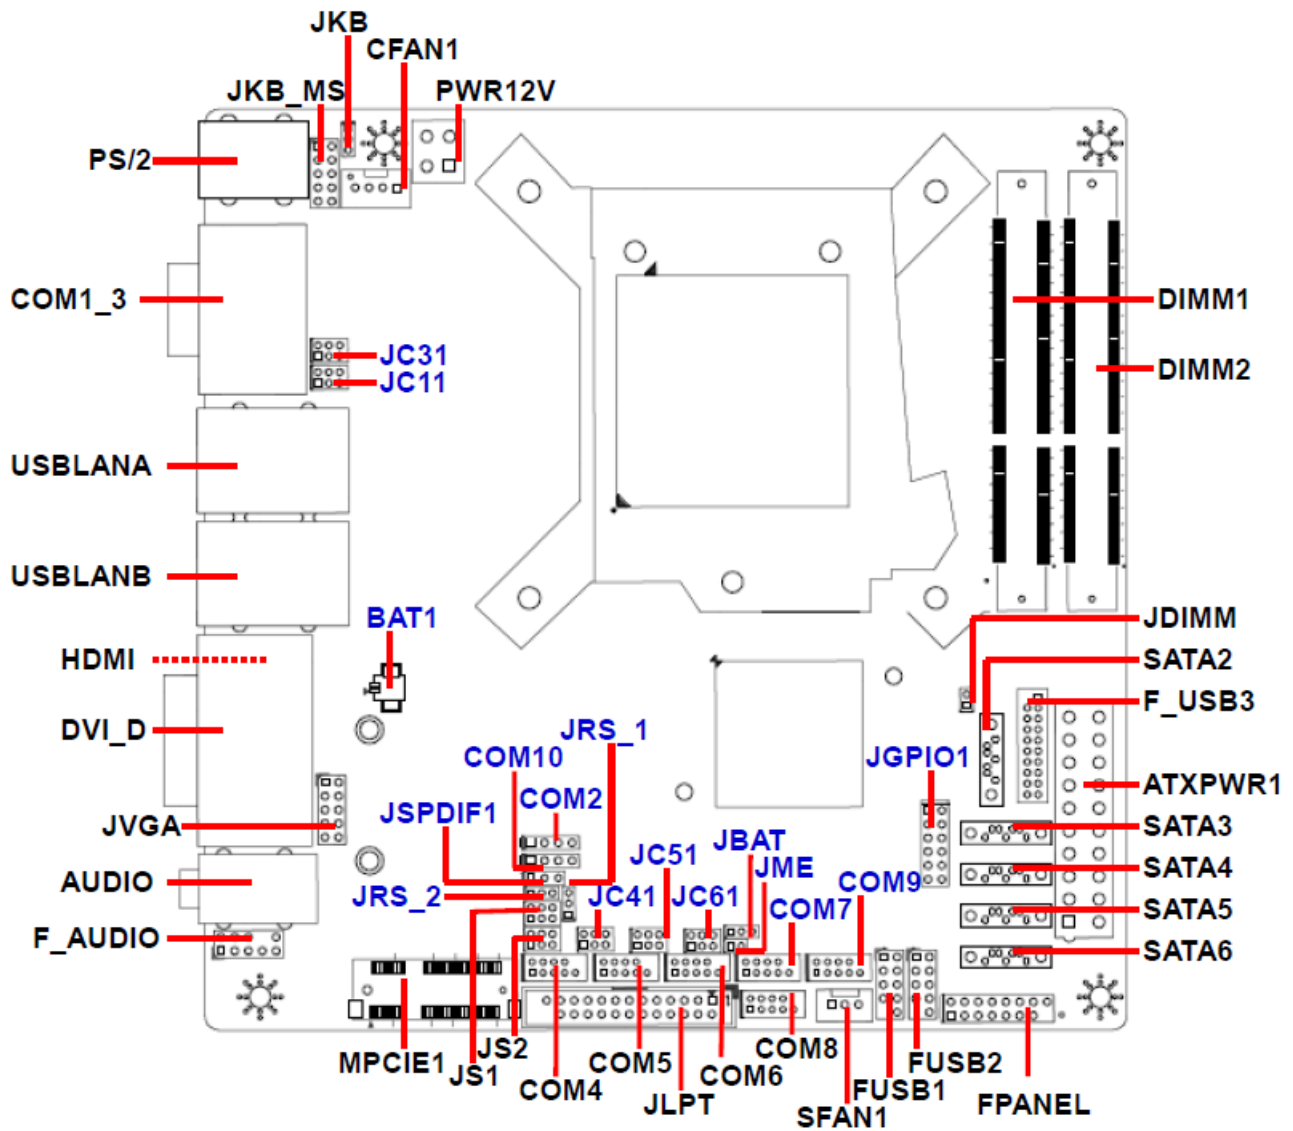 JKB
CFAN1
JKB_MS
PWR12V
PS/2
COM1_3
DIMM1
JC31
DIMM2
JC11
USBLANA
USBLANB
BAT1
JDIMM
HDMI
SATA2
F_USB3
DVI_D
JRS_1
COM10
JGPIO1
ATXPWR1
COM2
JSPDIF1
JVGA
SATA3
JBAT
JC51
JME
SATA4
AUDIO
COM9
JRS_2
JC41
JC61
COM7
SATA5
F_AUDIO
SATA6
COM8
JS2
MPCIE1
COM5
FUSB2
JS1
COM6
COM4
FUSB1
JLPT
FPANEL
SFAN1